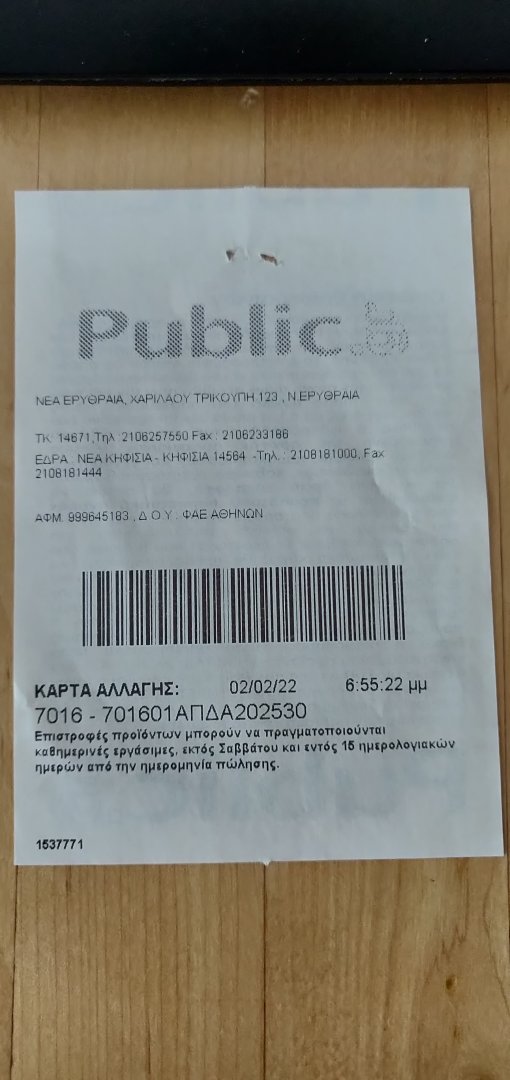 Public
ΝΕΑ ΕΡΥΘΡΑΙΑ, ΧΑΡΙΛΑΟΥ ΤΡΙΚΟΥΠΗ 123 , Ν.ΕΡΥΘΡΑΙΑ
ΤΚ: 14671,Τηλ :2106257550 Fax : 2106233186
ΕΔΡΑ : ΝΕΑ ΚΗΦΙΣΙΑ - ΚΗΦΙΣΙΑ 14564 -Τηλ. : 2108181000, Fax
2108181444
ΑΦΜ. 999645183 , Δ.Ο.Υ : ΦΑΕ ΑΘΗΝΩΝ
ΚΑΡΤΑ ΑΛΛΑΓΗΣ: 02/02/22 6:55:22 μμ
7016 - 701601ΑΠΔΑ202530
Επιστροφές προϊόντων μπορούν να πραγματοποιούνται
καθημερινές εργάσιμες, εκτός Σαββάτου και εντός 15 ημερολογιακών
ημερών από την ημερομηνία πώλησης.
1537771